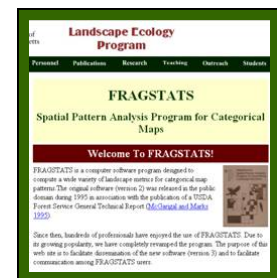 of
etts
Landscape Ecology
Program
Personnel Publications Research Teaching Outreach Students
FRAGSTATS
Spatial Pattern Analysis Program for Categorical
Maps
Welcome To FRAGSTATS!
FRAGSTATS is a computer software program designed to
compute a wide variety of landscape metrics for categorical map
patterns. The original software (version 2) was released in the public
domain during 1995 in association with the publication of a USDA
Forest Service General Technical Report (McGarigal and Marks
1995).
Since then, hundreds of professionals have enjoyed the use of FRAGSTATS. Due to
its growing popularity, we have completely revamped the program. The purpose of this
web site is to facilitate dissemination of the new software (version 3) and to facilitate
communication among FRAGSTATS users.